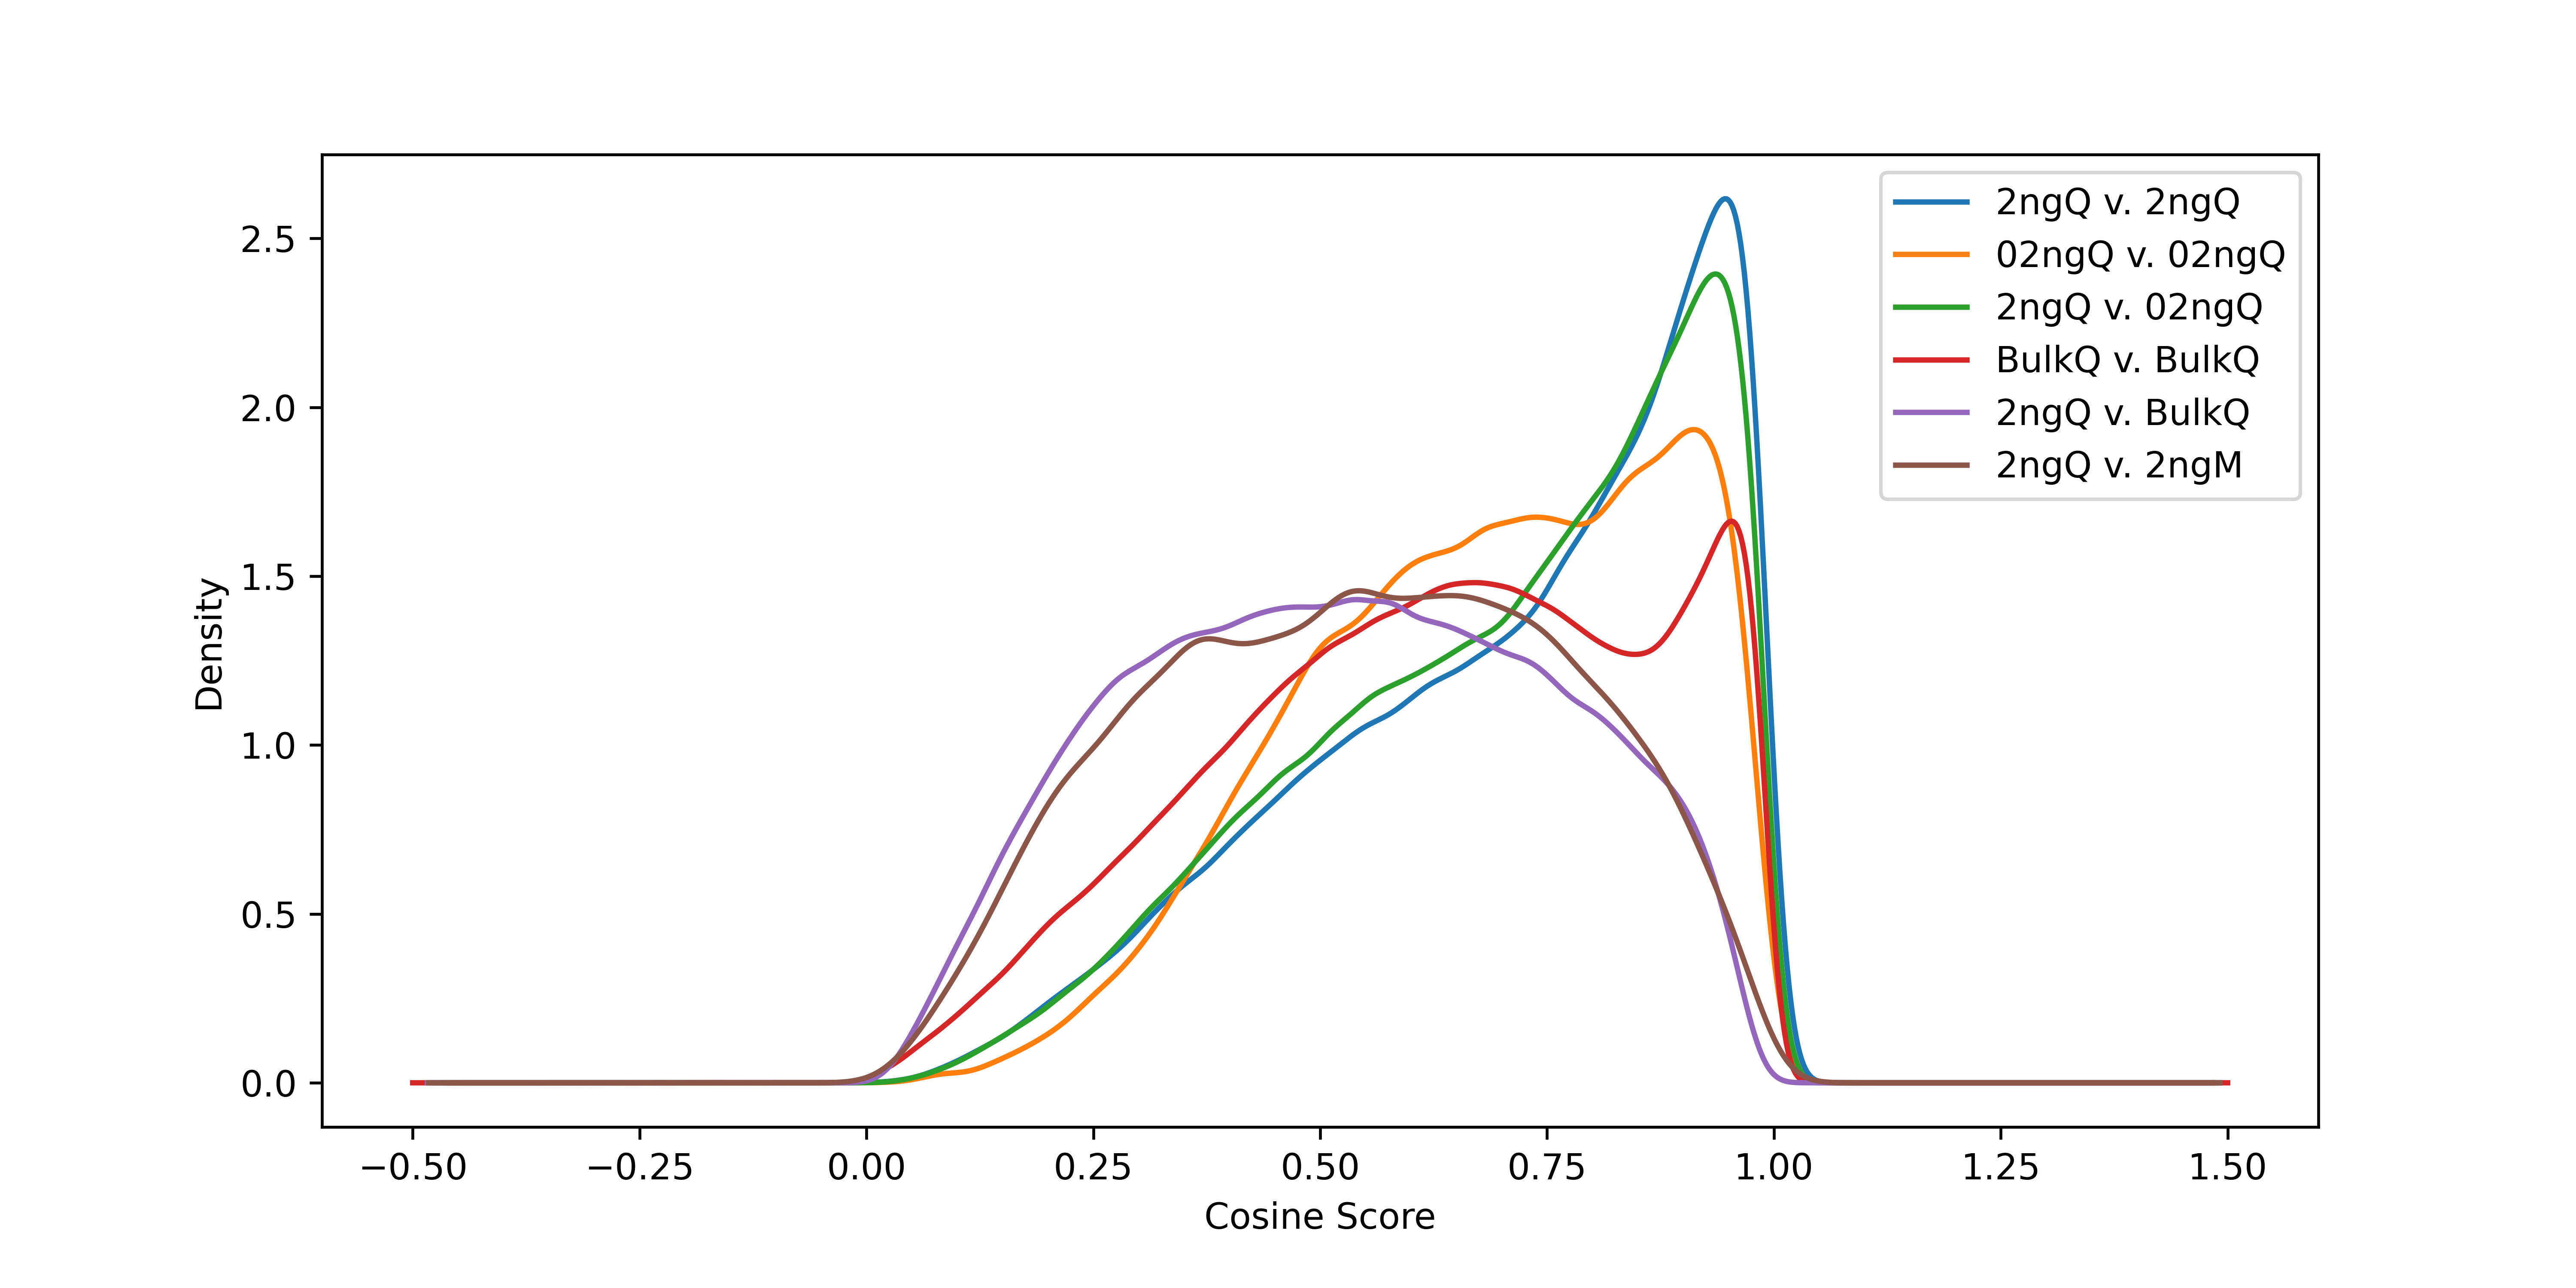 2.5
2.0
1.5
1.0
0.5
0.0
Density
−0.50 −0.25 0.00 0.25 0.50 0.75 1.00 1.25 1.50
Cosine Score
2ngQ v. 2ngQ
02ngQ v. 02ngQ
2ngQ v. 02ngQ
BulkQ v. BulkQ
2ngQ v. BulkQ
2ngQ v. 2ngM